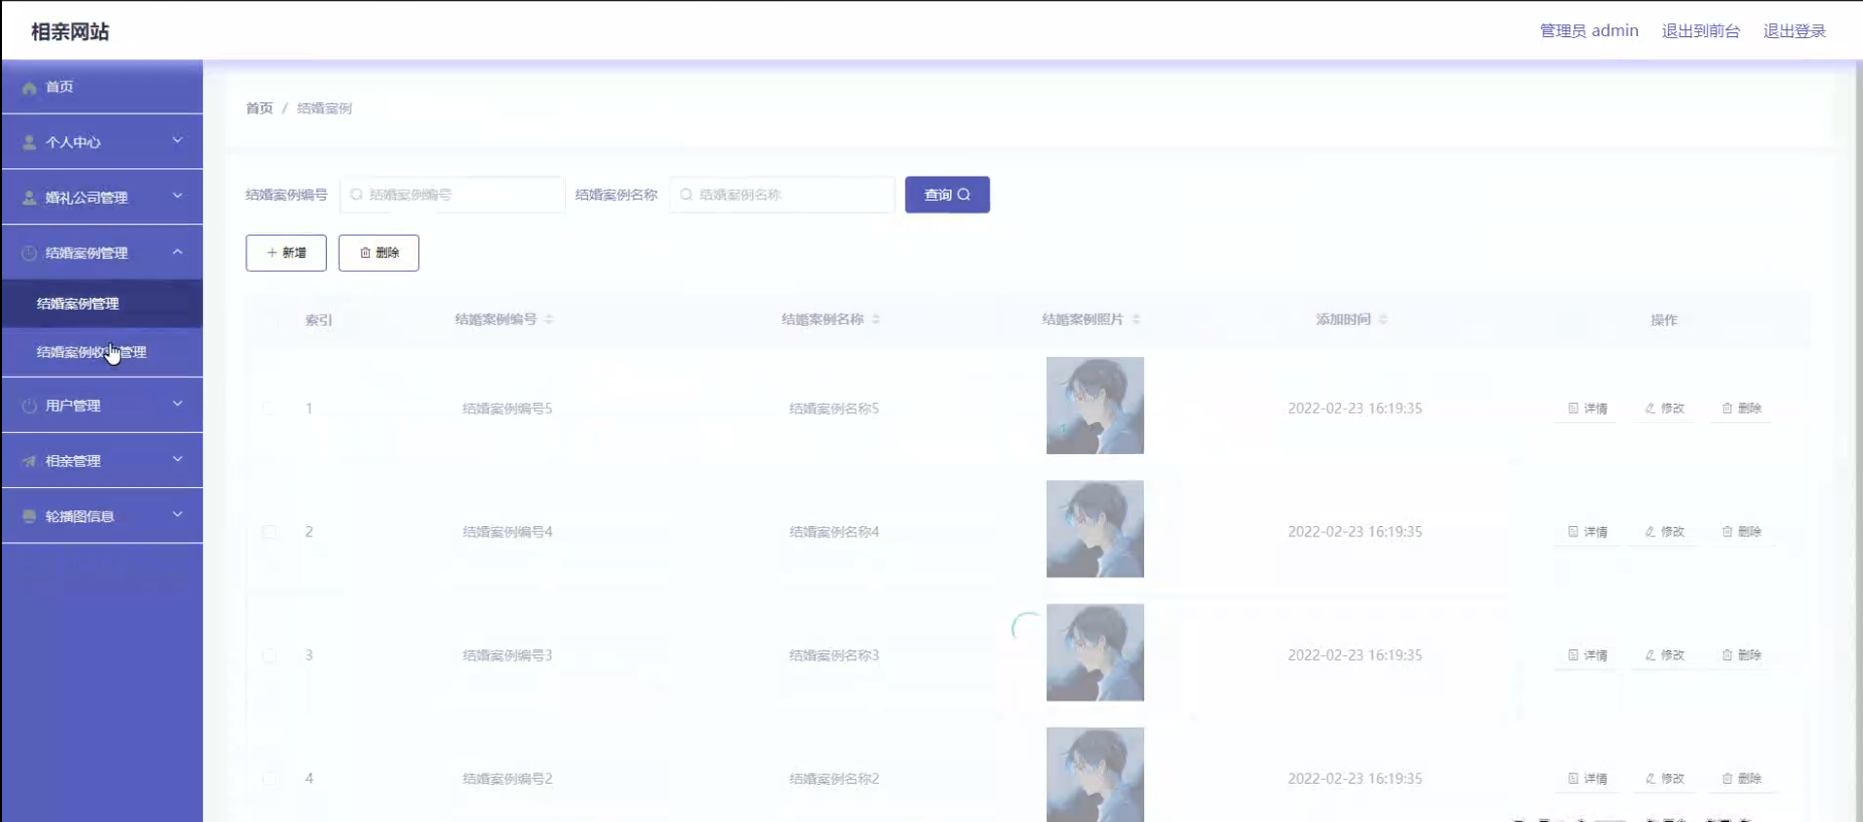 相亲网站
管理员 admin 退出到前台 退出登录
首页
个人中心
婚礼公司管理
结婚案例管理
结婚案例管理
结婚案例收 管理
用户管理
相亲管理
轮播图信息
首页 / 结婚案例
结婚案例编号 结婚案例编号 结婚案例名称 结婚案例名称 查询
新增 删除
索引 结婚案例编号 结婚案例名称 结婚案例照片 添加时间 操作
1 结婚案例编号5 结婚案例名称5 2022-02-23 16:19:35 详情 修改 删除
2 结婚案例编号4 结婚案例名称4 2022-02-23 16:19:35 详情 修改 删除
3 结婚案例编号3 结婚案例名称3 2022-02-23 16:19:35 详情 修改 删除
4 结婚案例编号2 结婚案例名称2 2022-02-23 16:19:35 详情 修改 删除